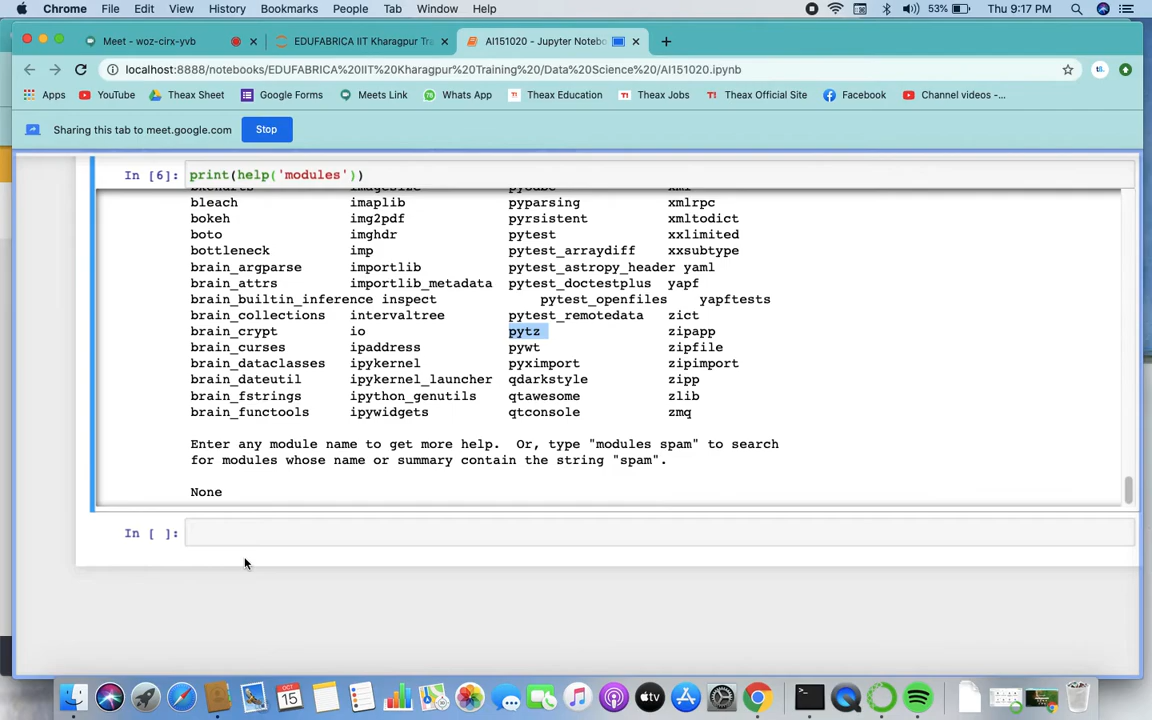 Chrome File Edit View History Bookmarks People Tab Window Help 53% Thu 9:17 PM
Meet - woz-cirx-yvb EDUFABRICA IIT Kharagpur Tra AI151020 - Jupyter Notebo
localhost:8888/notebooks/EDUFABRICA%20IIT%20Kharagpur%20Training%20/Data%20Science%20/AI151020.ipynb
Apps YouTube Theax Sheet Google Forms Meets Link Whats App Theax Education Theax Jobs Theax Official Site Facebook Channel videos -...
Sharing this tab to meet.google.com Stop
In [6]: print(help('modules'))
bkcharts imagesize pyodbc xml
bleach imaplib pyparsing xmlrpc
bokeh img2pdf pyrsistent xmltodict
boto imghdr pytest xxlimited
bottleneck imp pytest_arraydiff xxsubtype
brain_argparse importlib pytest_astropy_header yaml
brain_attrs importlib_metadata pytest_doctestplus yapf
brain_builtin_inference inspect pytest_openfiles yapftests
brain_collections intervaltree pytest_remotedata zict
brain_crypt io pytz zipapp
brain_curses ipaddress pywt zipfile
brain_dataclasses ipykernel pyximport zipimport
brain_dateutil ipykernel_launcher qdarkstyle zipp
brain_fstrings ipython_genutils qtawesome zlib
brain_functools ipywidgets qtconsole zmq
Enter any module name to get more help. Or, type "modules spam" to search
for modules whose name or summary contain the string "spam".
None
In [ ]:
OCT
15